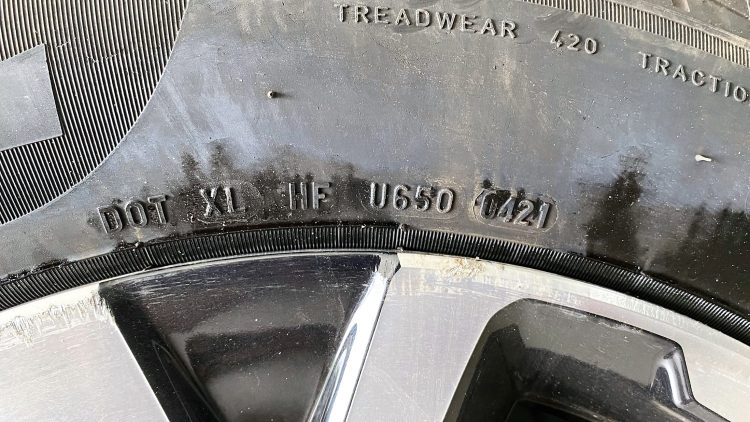 TREADWEAR 420 TRACTIO
DOT XL HF U650 0421